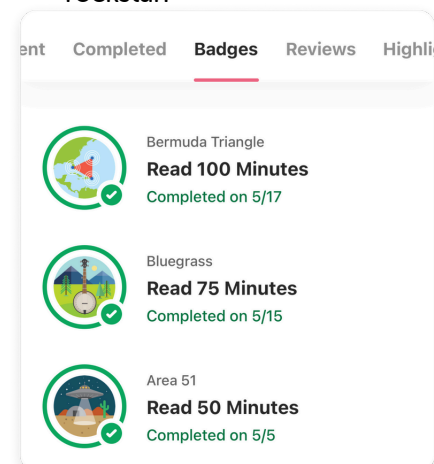 ent Completed Badges Reviews Highli
Bermuda Triangle
Read 100 Minutes
Completed on 5/17
Bluegrass
Read 75 Minutes
Completed on 5/15
Area 51
Read 50 Minutes
Completed on 5/5